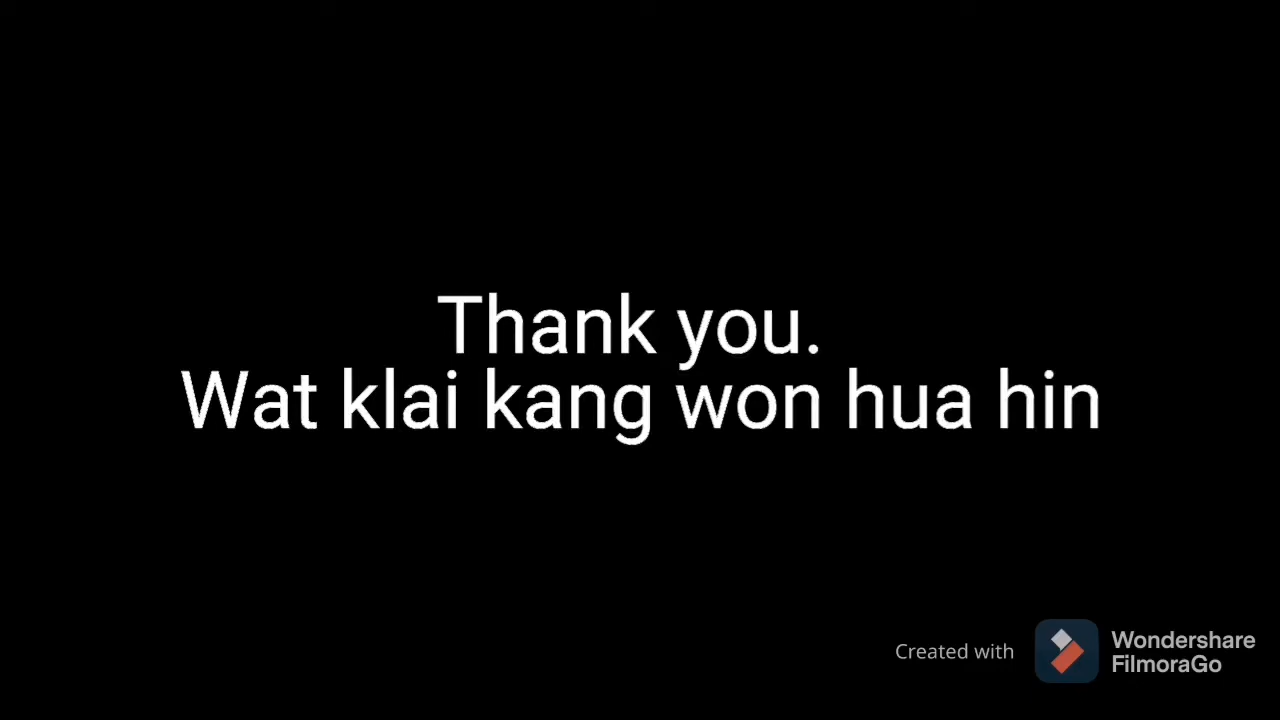 Thank you.
Wat klai kang won hua hin
Created with
Wondershare
FilmoraGo